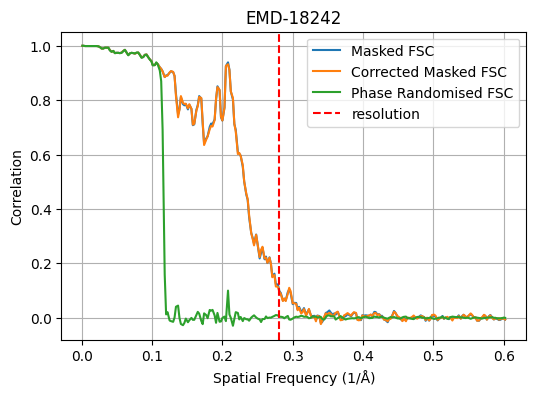 EMD-18242
Masked FSC
Corrected Masked FSC
Phase Randomised FSC
resolution
Correlation
1.0
0.8
0.6
0.4
0.2
0.0
0.0 0.1 0.2 0.3 0.4 0.5 0.6
Spatial Frequency (1/Å)